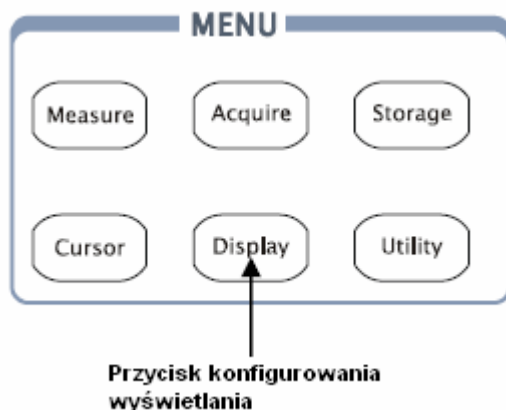 MENU
Measure Acquire Storage
Cursor Display Utility
Przycisk konfigurowania
wyświetlania